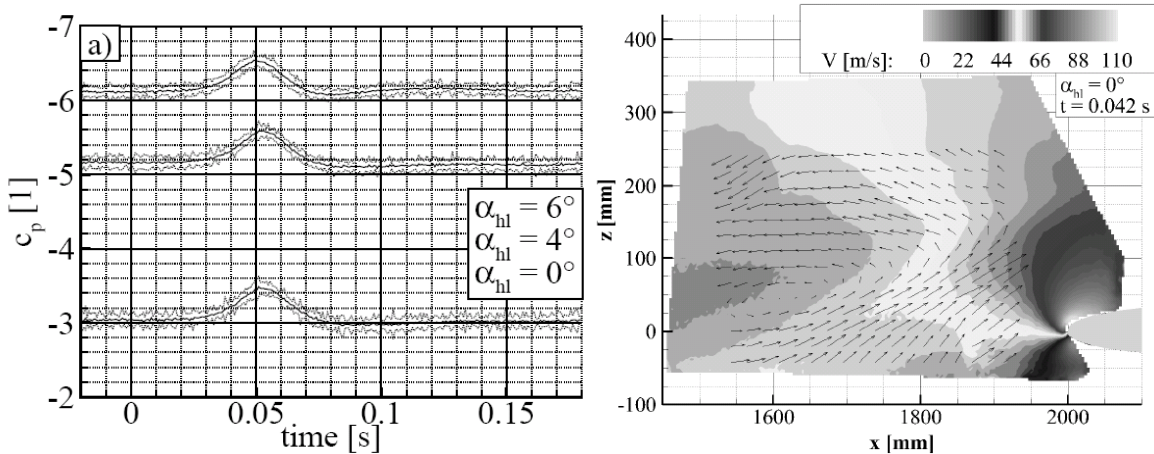 a)
-7
-6
-5
-4
-3
-2
c_p [1]
α_hl = 6°
α_hl = 4°
α_hl = 0°
0 0.05 0.1 0.15
time [s]
V [m/s]: 0 22 44 66 88 110
α_hl = 0°
t = 0.042 s
400
300
200
100
0
-100
z [mm]
1600 1800 2000
x [mm]